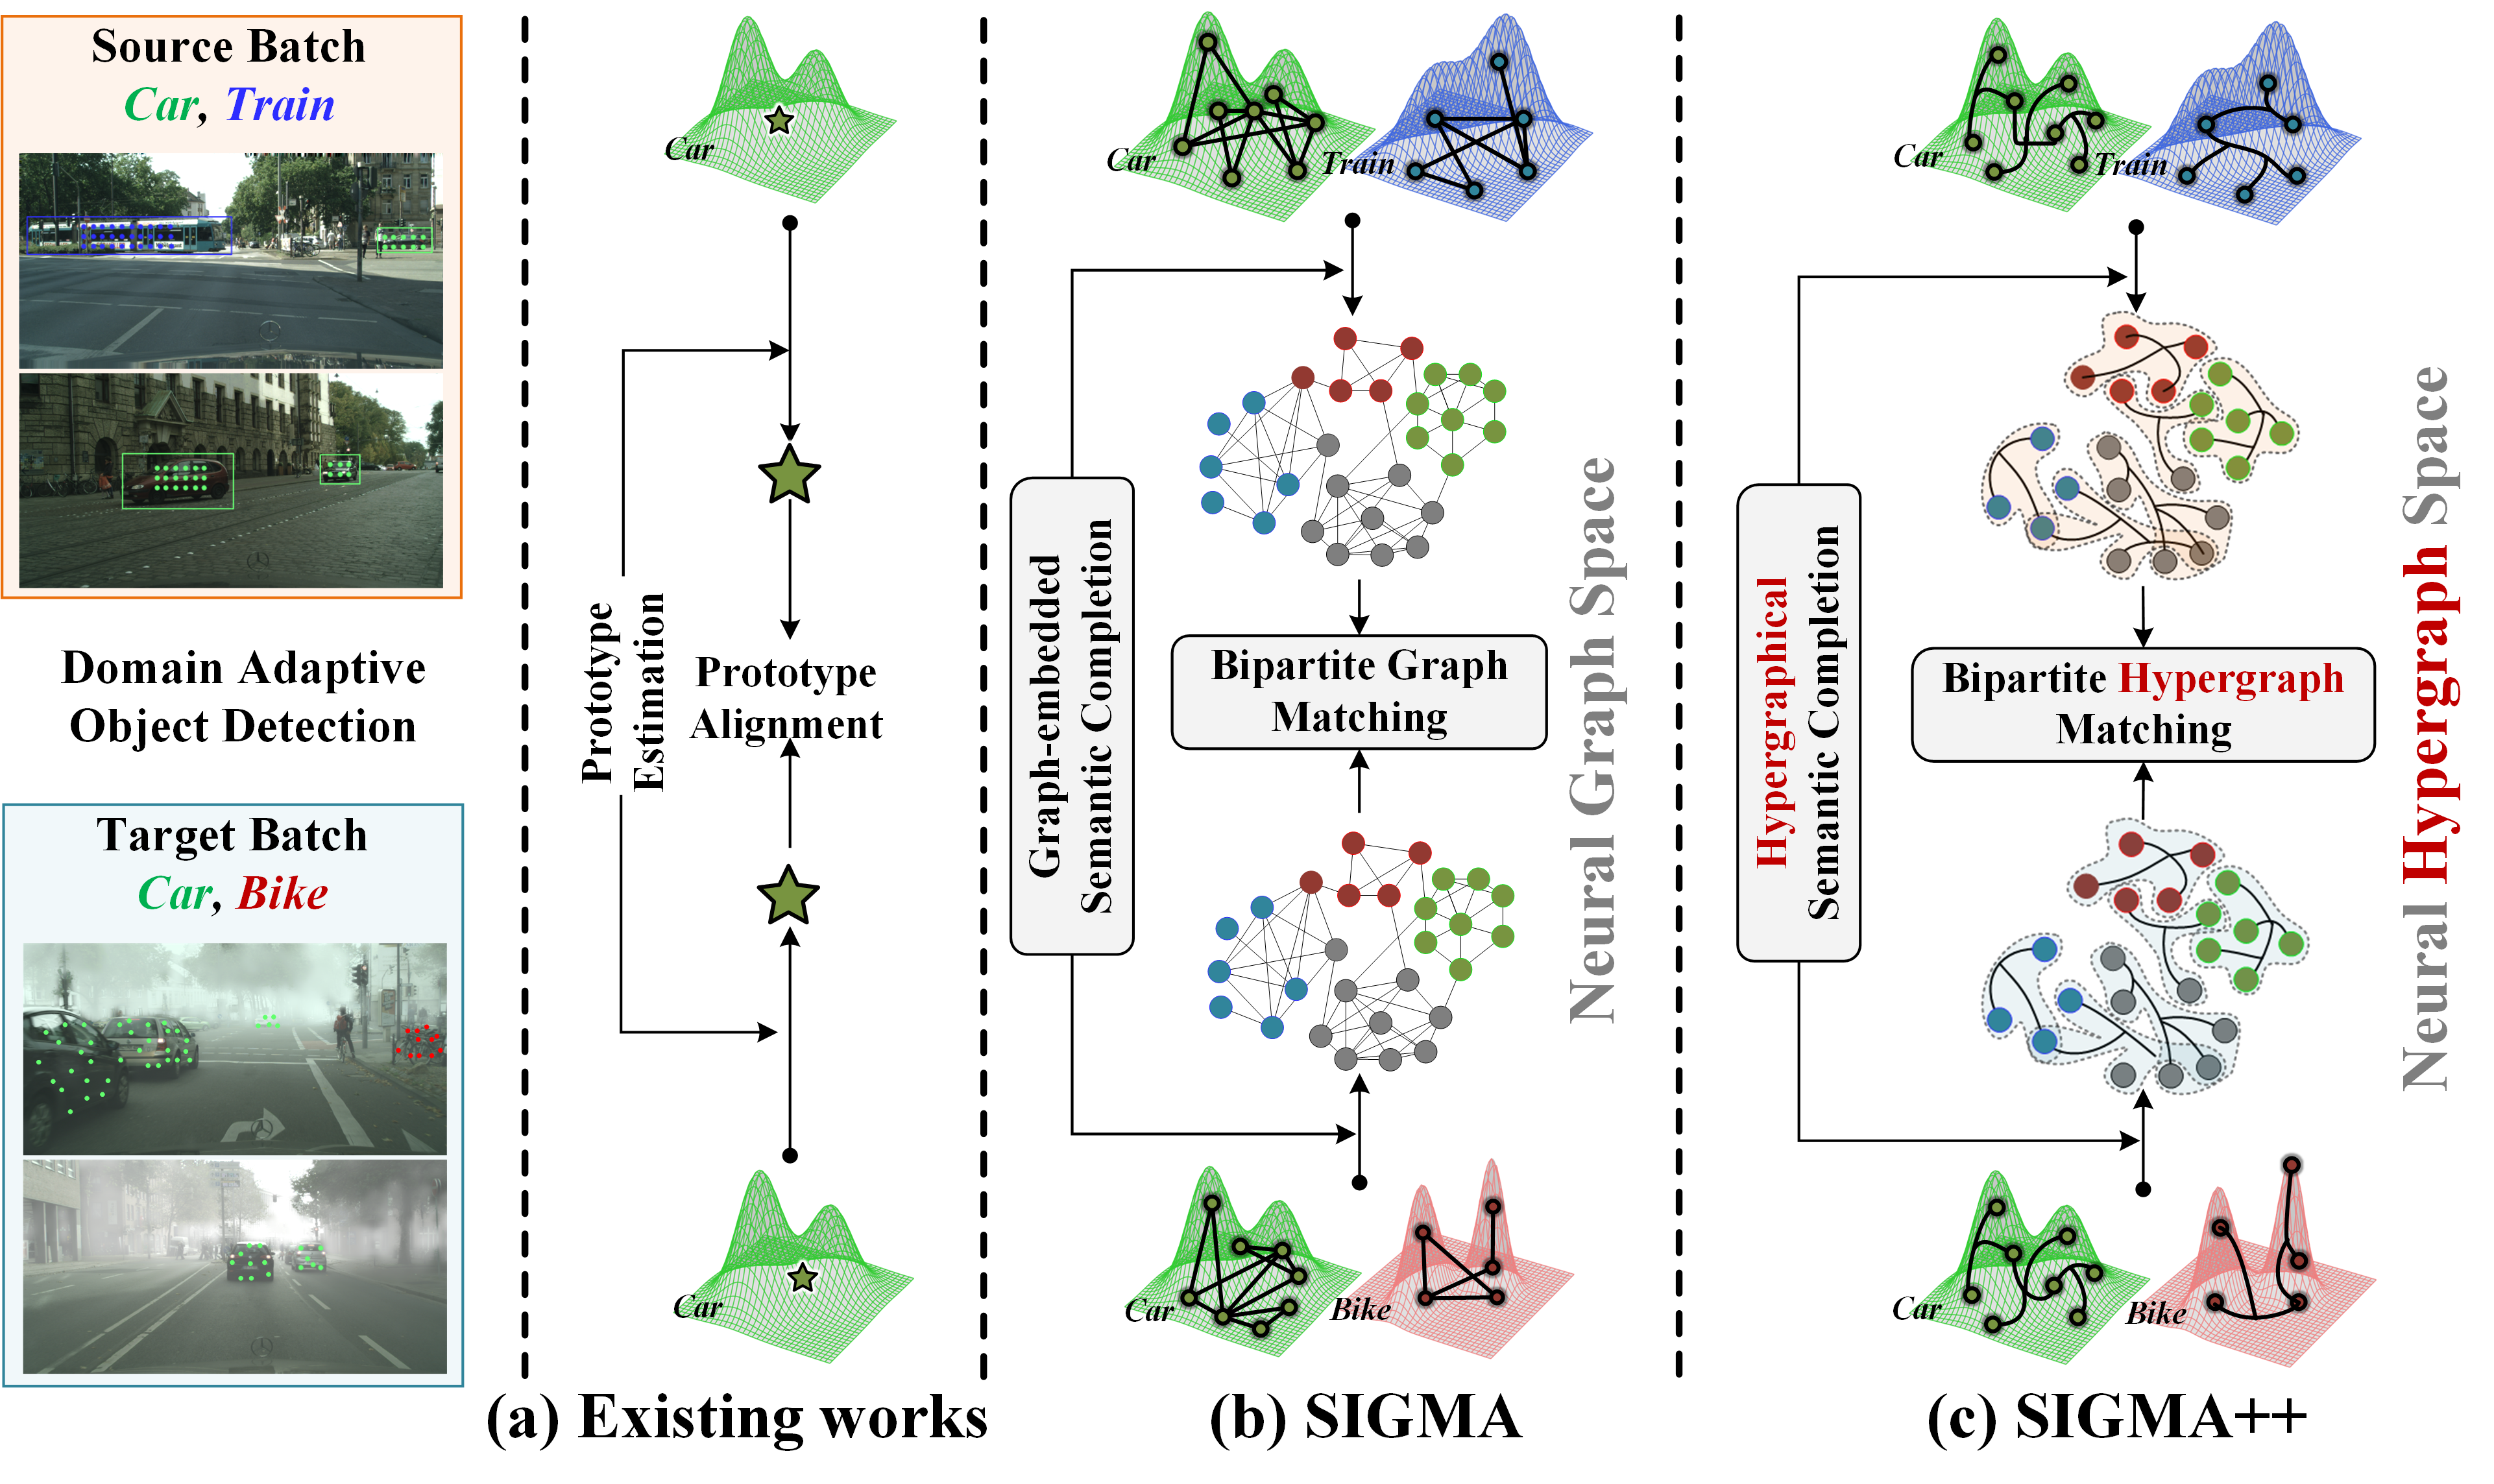 Source Batch
Car, Train
Domain Adaptive
Object Detection
Target Batch
Car, Bike
Car
Prototype
Estimation
Prototype
Alignment
Car
(a) Existing works
Car
Train
Graph-embedded
Semantic Completion
Bipartite Graph
Matching
Neural Graph Space
Car
Bike
(b) SIGMA
Car
Train
Hypergraphical
Semantic Completion
Bipartite Hypergraph
Matching
Neural Hypergraph Space
Car
Bike
(c) SIGMA++